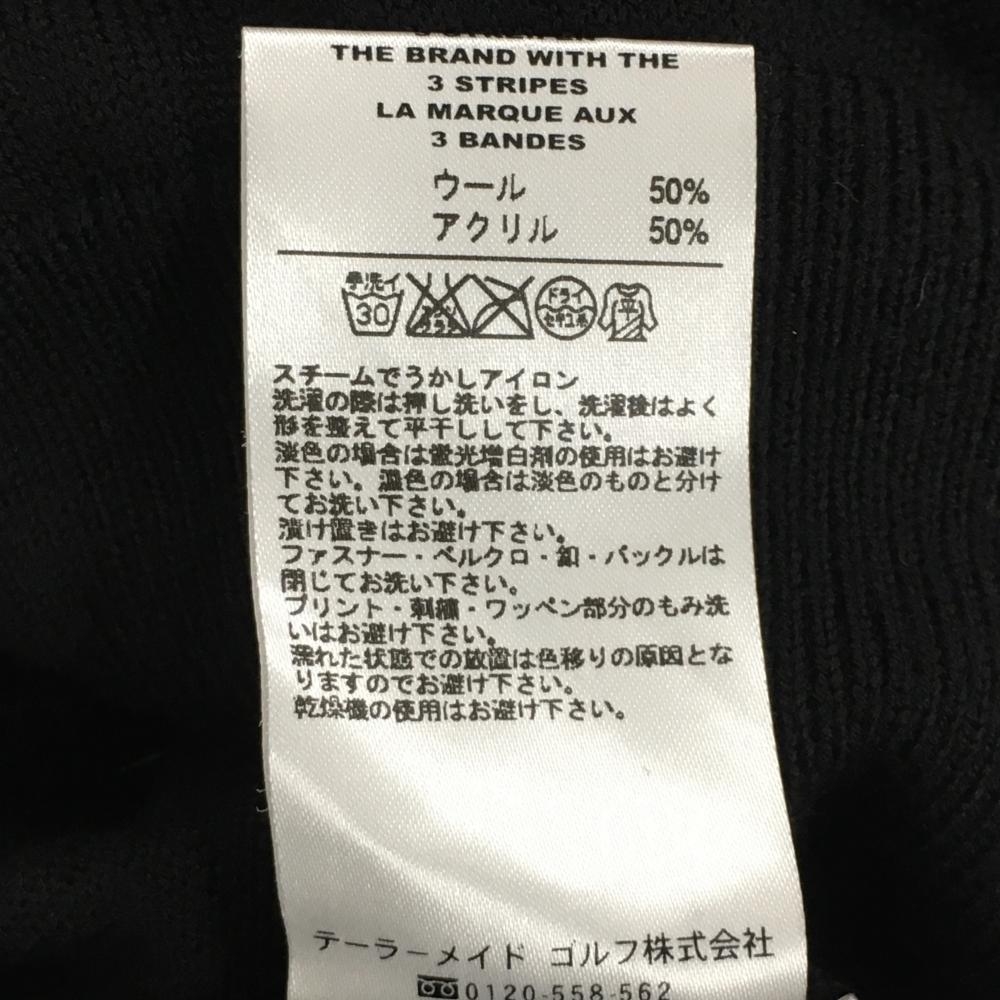 THE BRAND WITH THE
3 STRIPES
LA MARQUE AUX
3 BANDES
ウール 50%
アクリル 50%
手洗イ
30
ドライ
セキユ系
平
スチームでうかしアイロン
洗濯の際は押し洗いをし、洗濯後はよく
形を整えて平干しして下さい。
淡色の場合は蛍光増白剤の使用はお避け
下さい。濃色の場合は淡色のものと分け
てお洗い下さい。
漬け置きはお避け下さい。
ファスナー・ベルクロ・釦・バックルは
閉じてお洗い下さい。
プリント・刺繍・ワッペン部分のもみ洗
いはお避け下さい。
濡れた状態での放置は色移りの原因とな
りますのでお避け下さい。
乾燥機の使用はお避け下さい。
テーラーメイド ゴルフ株式会社
0120-558-562